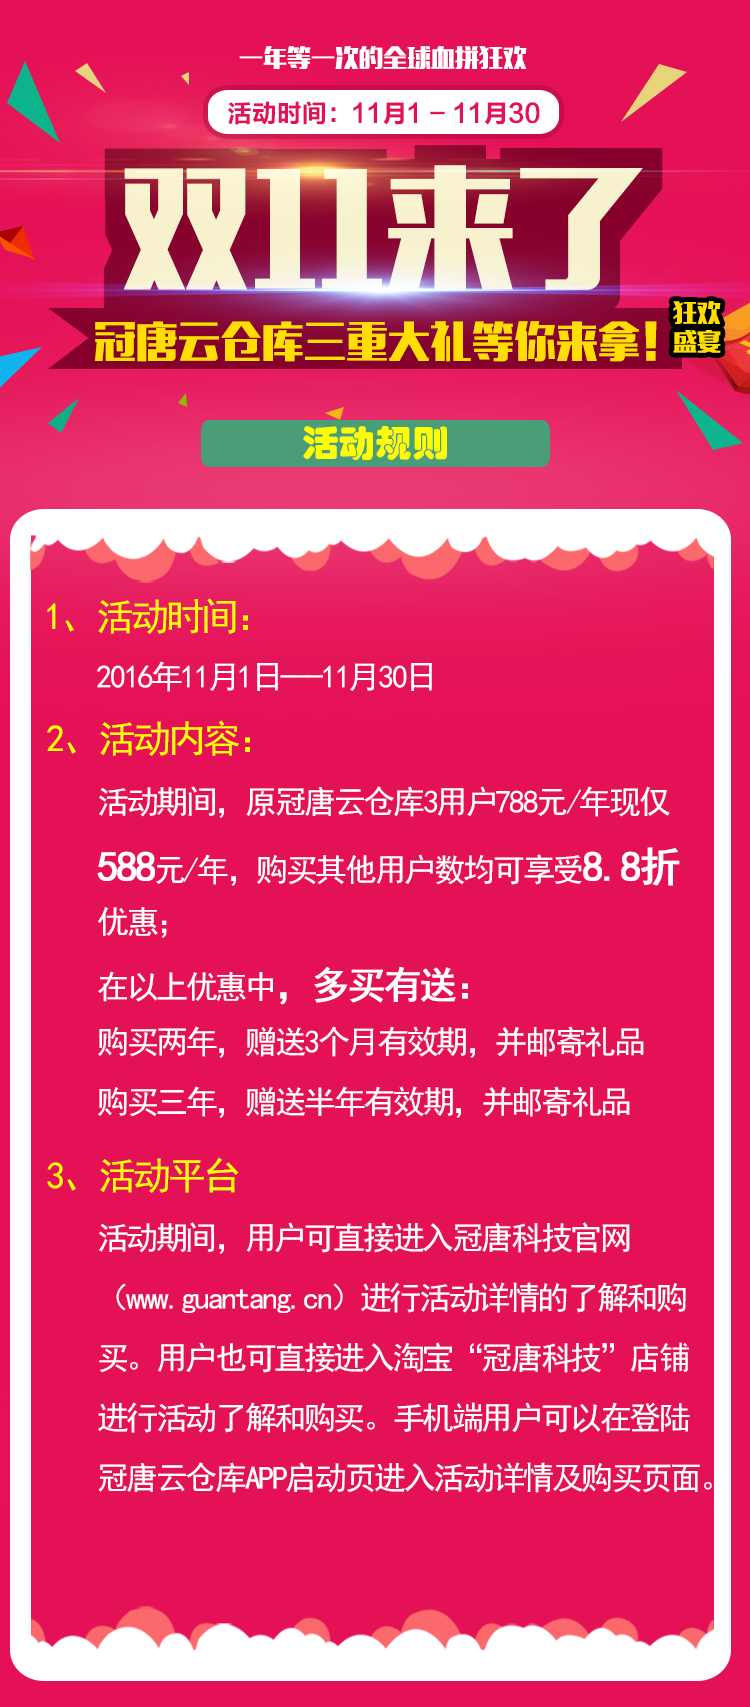 一年等一次的全球血拼狂欢
活动时间：11月1 - 11月30
双11来了
冠唐云仓库三重大礼等你来拿！
狂欢
盛宴
活动规则
1、活动时间：
2016年11月1日——11月30日
2、活动内容：
活动期间，原冠唐云仓库3用户788元/年现仅
588元/年，购买其他用户数均可享受8.8折
优惠；
在以上优惠中，多买有送：
购买两年，赠送3个月有效期，并邮寄礼品
购买三年，赠送半年有效期，并邮寄礼品
3、活动平台
活动期间，用户可直接进入冠唐科技官网
（www.guantang.cn）进行活动详情的了解和购
买。用户也可直接进入淘宝“冠唐科技”店铺
进行活动了解和购买。手机端用户可以在登陆
冠唐云仓库APP启动页进入活动详情及购买页面。